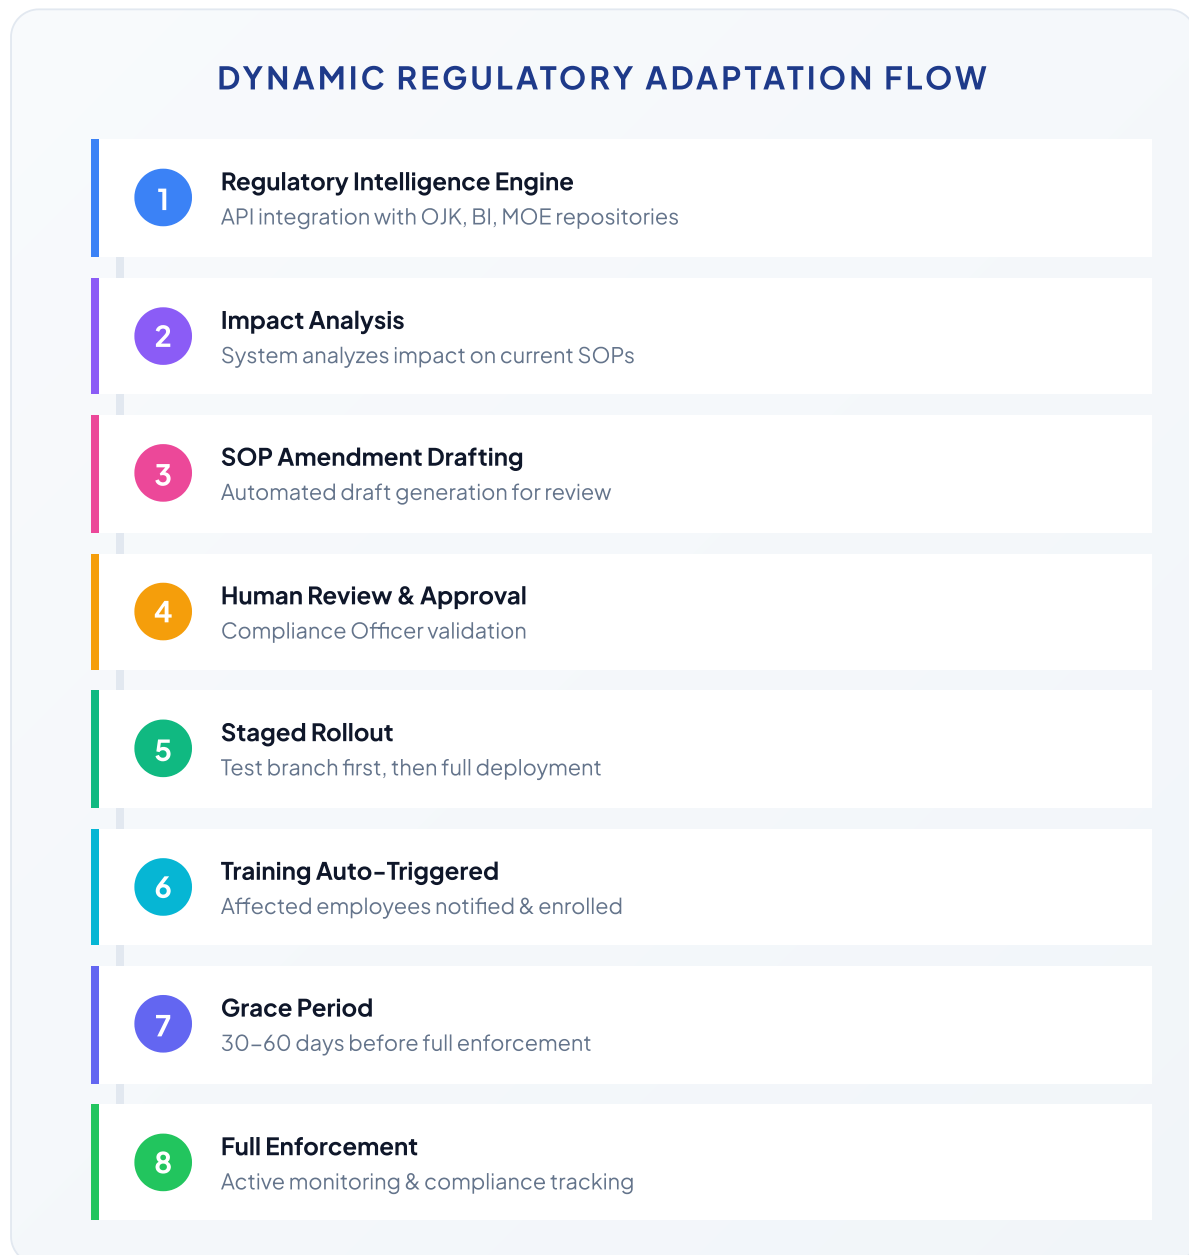 DYNAMIC REGULATORY ADAPTATION FLOW
1
Regulatory Intelligence Engine
API integration with OJK, BI, MOE repositories
2
Impact Analysis
System analyzes impact on current SOPs
3
SOP Amendment Drafting
Automated draft generation for review
4
Human Review & Approval
Compliance Officer validation
5
Staged Rollout
Test branch first, then full deployment
6
Training Auto-Triggered
Affected employees notified & enrolled
7
Grace Period
30-60 days before full enforcement
8
Full Enforcement
Active monitoring & compliance tracking